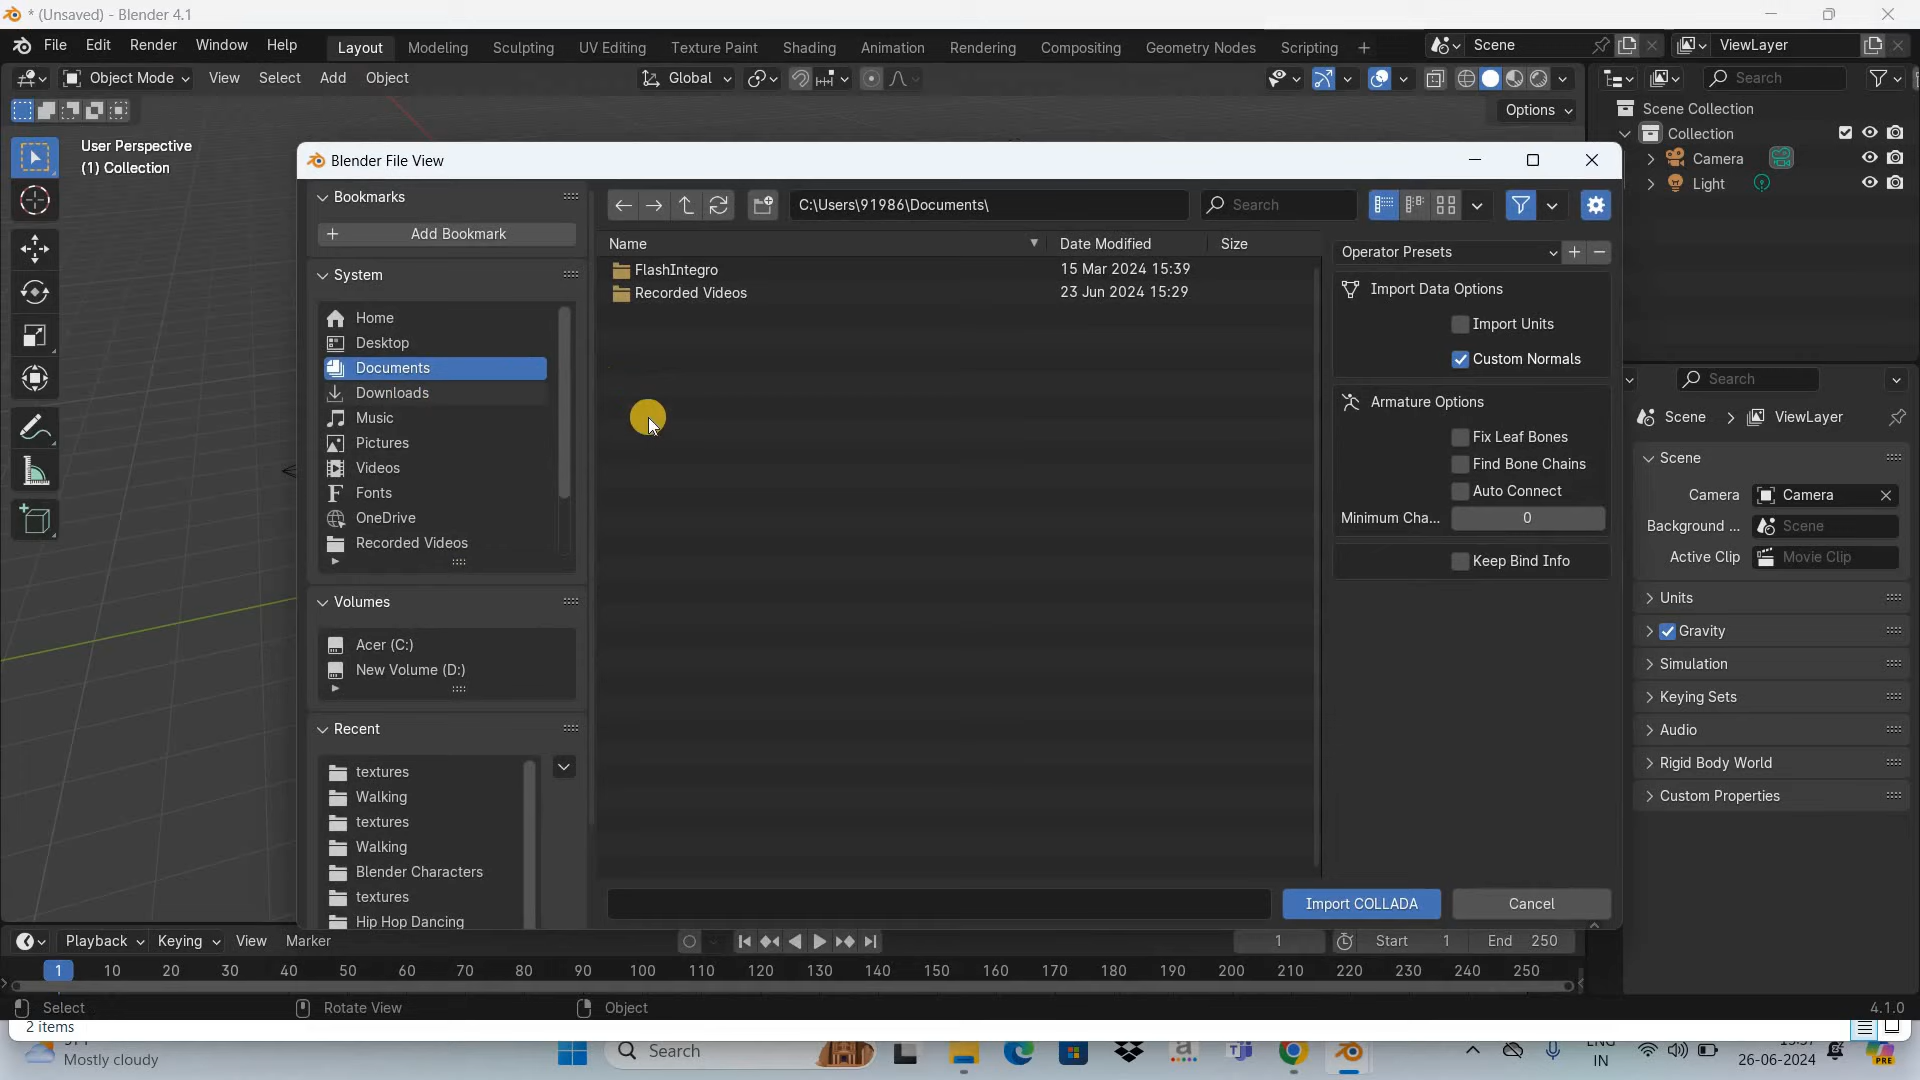 * (Unsaved) - Blender 4.1
File Edit Render Window Help Layout Modeling Sculpting UV Editing Texture Paint Shading Animation Rendering Compositing Geometry Nodes Scripting + Scene ViewLayer
Object Mode View Select Add Object Global Search
Options
User Perspective
(1) Collection
Scene Collection
Collection
Camera
Light
Blender File View
Bookmarks
Add Bookmark
System
Home
Desktop
Documents
Downloads
Music
Pictures
Videos
Fonts
OneDrive
Recorded Videos
Volumes
Acer (C:)
New Volume (D:)
Recent
textures
Walking
textures
Walking
Blender Characters
textures
Hip Hop Dancing
C:\Users\91986\Documents\ Search
Name Date Modified Size
FlashIntegro 15 Mar 2024 15:39
Recorded Videos 23 Jun 2024 15:29
Operator Presets
Import Data Options
Import Units
Custom Normals
Armature Options
Fix Leaf Bones
Find Bone Chains
Auto Connect
Minimum Cha... 0
Keep Bind Info
Import COLLADA Cancel
Search
Scene ViewLayer
Scene
Camera Camera
Background ... Scene
Active Clip Movie Clip
Units
Gravity
Simulation
Keying Sets
Audio
Rigid Body World
Custom Properties
Playback Keying View Marker 1 Start 1 End 250
1 10 20 30 40 50 60 70 80 90 100 110 120 130 140 150 160 170 180 190 200 210 220 230 240 250
Select Rotate View Object 4.1.0
2 items
Mostly cloudy
Search
ENG
IN
26-06-2024
PRE